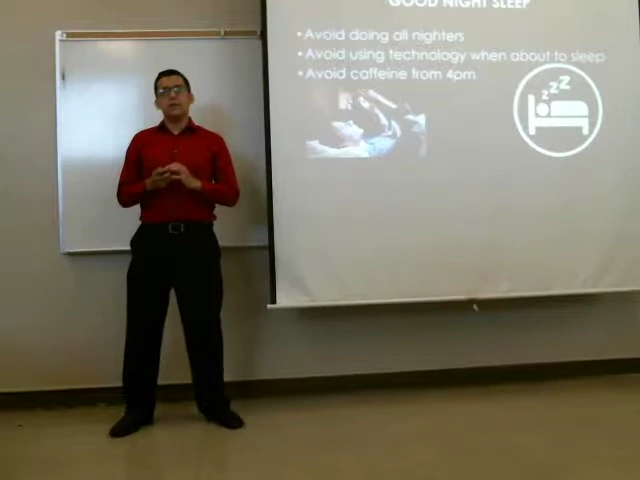 GOOD NIGHT SLEEP
• Avoid doing all nighters
• Avoid using technology when about to sleep
• Avoid caffeine from 4pm
z z Z